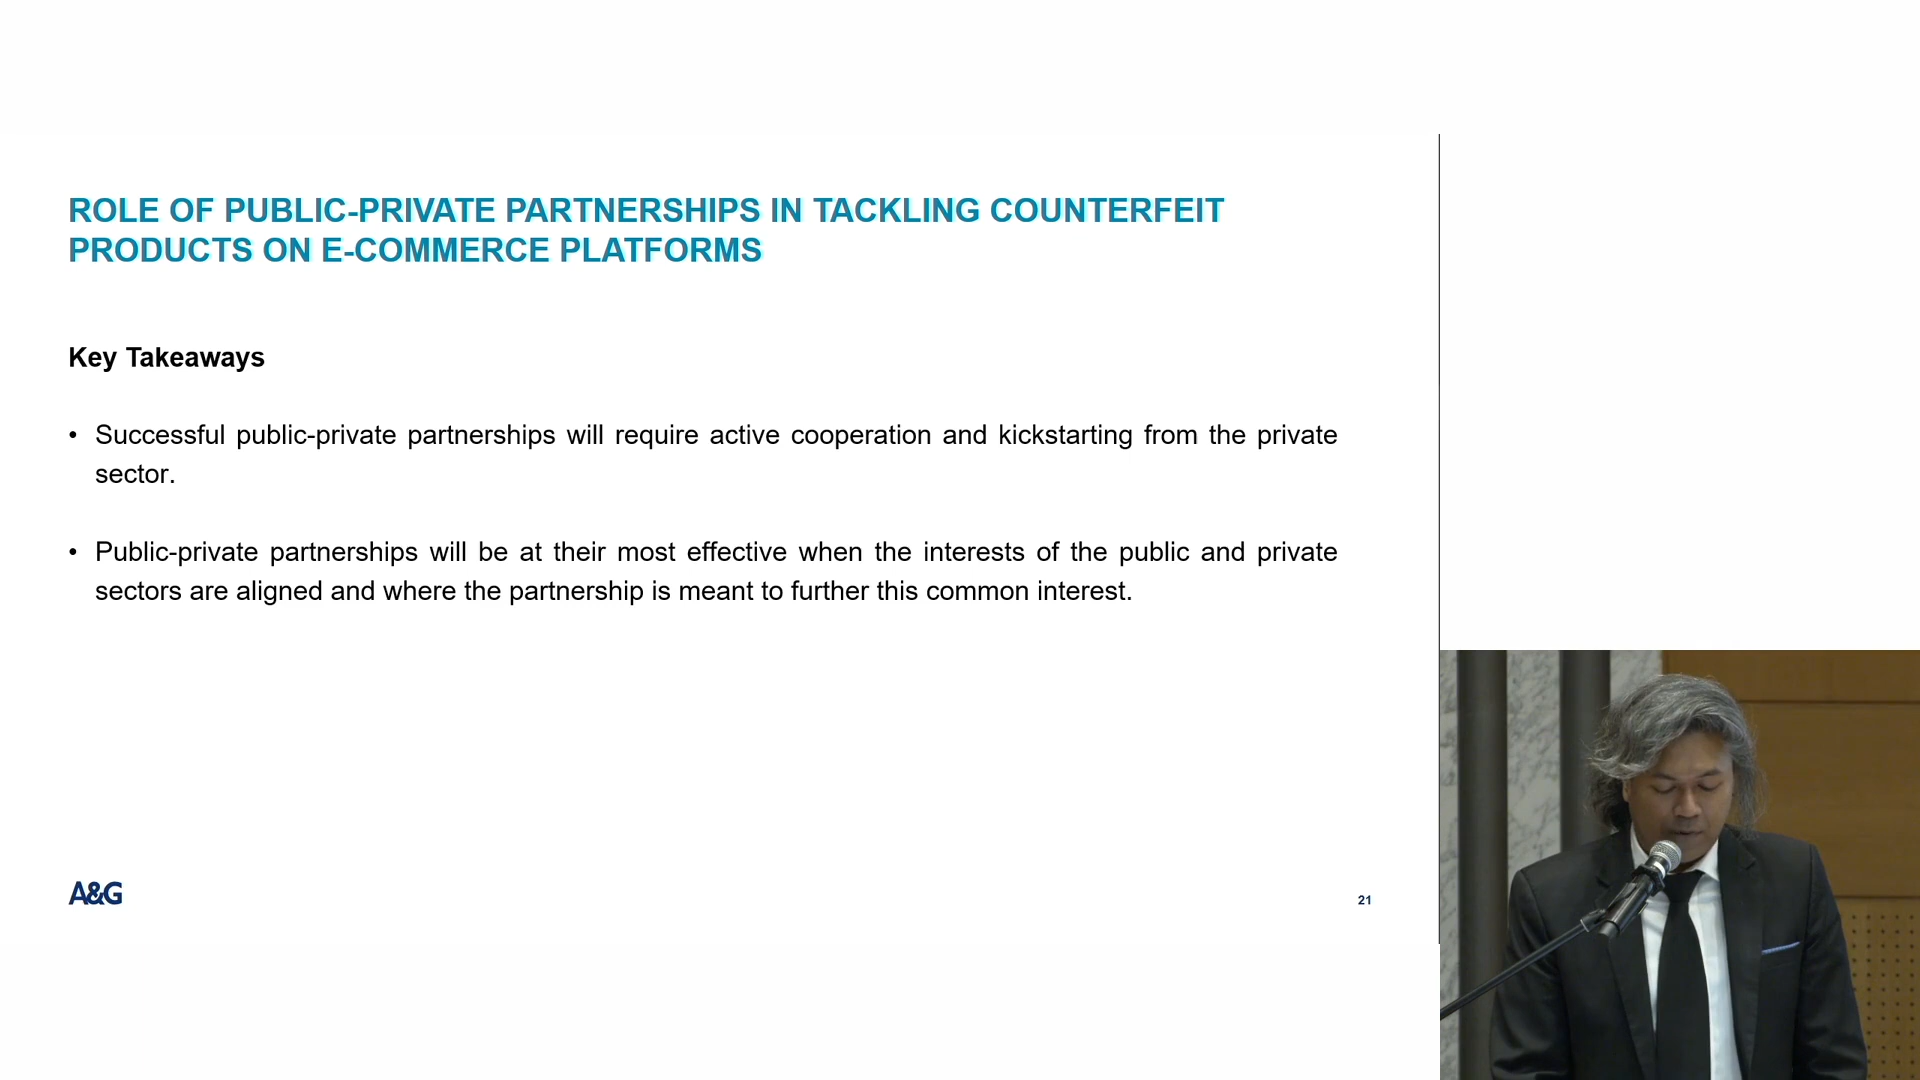 ROLE OF PUBLIC-PRIVATE PARTNERSHIPS IN TACKLING COUNTERFEIT
PRODUCTS ON E-COMMERCE PLATFORMS
Key Takeaways
• Successful public-private partnerships will require active cooperation and kickstarting from the private
sector.
• Public-private partnerships will be at their most effective when the interests of the public and private
sectors are aligned and where the partnership is meant to further this common interest.
A&G
21